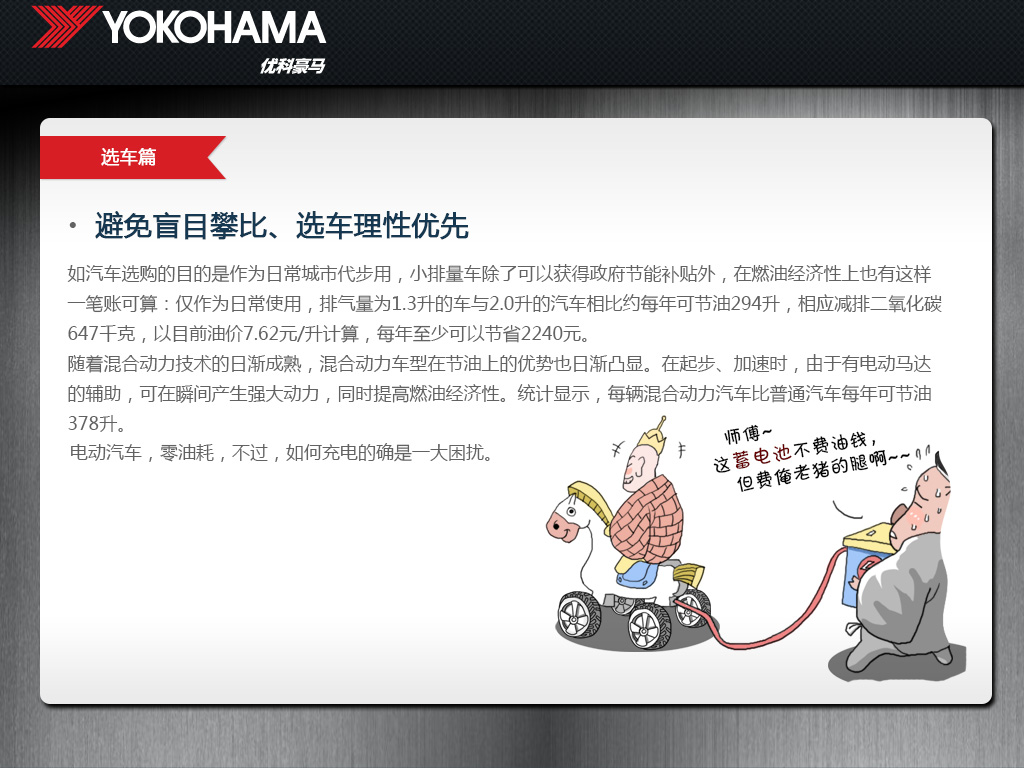 YOKOHAMA
优科豪马
选车篇
• 避免盲目攀比、选车理性优先
如汽车选购的目的是作为日常城市代步用，小排量车除了可以获得政府节能补贴外，在燃油经济性上也有这样
一笔账可算：仅作为日常使用，排气量为1.3升的车与2.0升的汽车相比约每年可节油294升，相应减排二氧化碳
647千克，以目前油价7.62元/升计算，每年至少可以节省2240元。
随着混合动力技术的日渐成熟，混合动力车型在节油上的优势也日渐凸显。在起步、加速时，由于有电动马达
的辅助，可在瞬间产生强大动力，同时提高燃油经济性。统计显示，每辆混合动力汽车比普通汽车每年可节油
378升。
电动汽车，零油耗，不过，如何充电的确是一大困扰。
师傅~
这蓄电池不费油钱，
但费俺老猪的腿啊~~